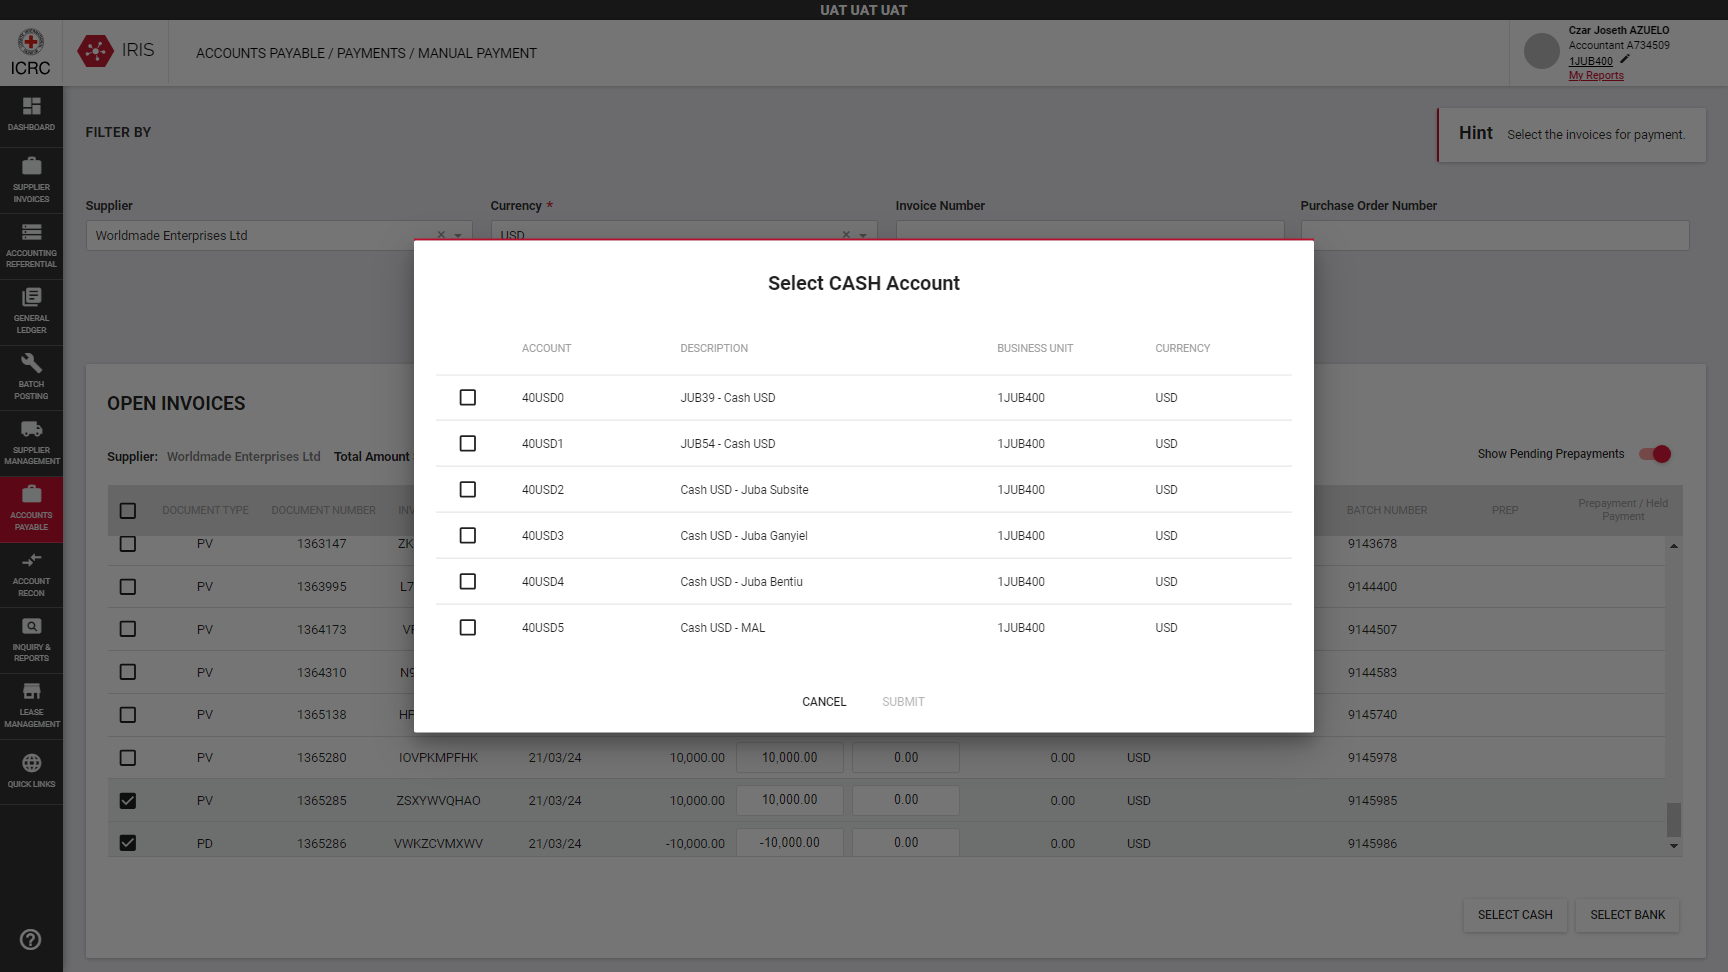 UAT UAT UAT
ICRC
IRIS
ACCOUNTS PAYABLE / PAYMENTS / MANUAL PAYMENT
Czar Joseth AZUELO
Accountant A734509
1JUB400
My Reports
DASHBOARD
SUPPLIER
INVOICES
ACCOUNTING
REFERENTIAL
GENERAL
LEDGER
BATCH
POSTING
SUPPLIER
MANAGEMENT
ACCOUNTS
PAYABLE
ACCOUNT
RECON
INQUIRY &
REPORTS
LEASE
MANAGEMENT
QUICK LINKS
FILTER BY
Hint Select the invoices for payment.
Supplier Currency * Invoice Number Purchase Order Number
Worldmade Enterprises Ltd USD
Select CASH Account
ACCOUNT DESCRIPTION BUSINESS UNIT CURRENCY
40USD0 JUB39 - Cash USD 1JUB400 USD
40USD1 JUB54 - Cash USD 1JUB400 USD
40USD2 Cash USD - Juba Subsite 1JUB400 USD
40USD3 Cash USD - Juba Ganyiel 1JUB400 USD
40USD4 Cash USD - Juba Bentiu 1JUB400 USD
40USD5 Cash USD - MAL 1JUB400 USD
CANCEL SUBMIT
OPEN INVOICES
Supplier: Worldmade Enterprises Ltd Total Amount
Show Pending Prepayments
DOCUMENT TYPE DOCUMENT NUMBER INV BATCH NUMBER PREP Prepayment / Held
Payment
PV 1363147 ZK 9143678
PV 1363995 L7 9144400
PV 1364173 9144507
PV 1364310 N9 9144583
PV 1365138 HF 9145740
PV 1365280 IOVPKMPFHK 21/03/24 10,000.00 10,000.00 0.00 0.00 USD 9145978
PV 1365285 ZSXYWVQHAO 21/03/24 10,000.00 10,000.00 0.00 0.00 USD 9145985
PD 1365286 VWKZCVMXWV 21/03/24 -10,000.00 -10,000.00 0.00 0.00 USD 9145986
SELECT CASH SELECT BANK